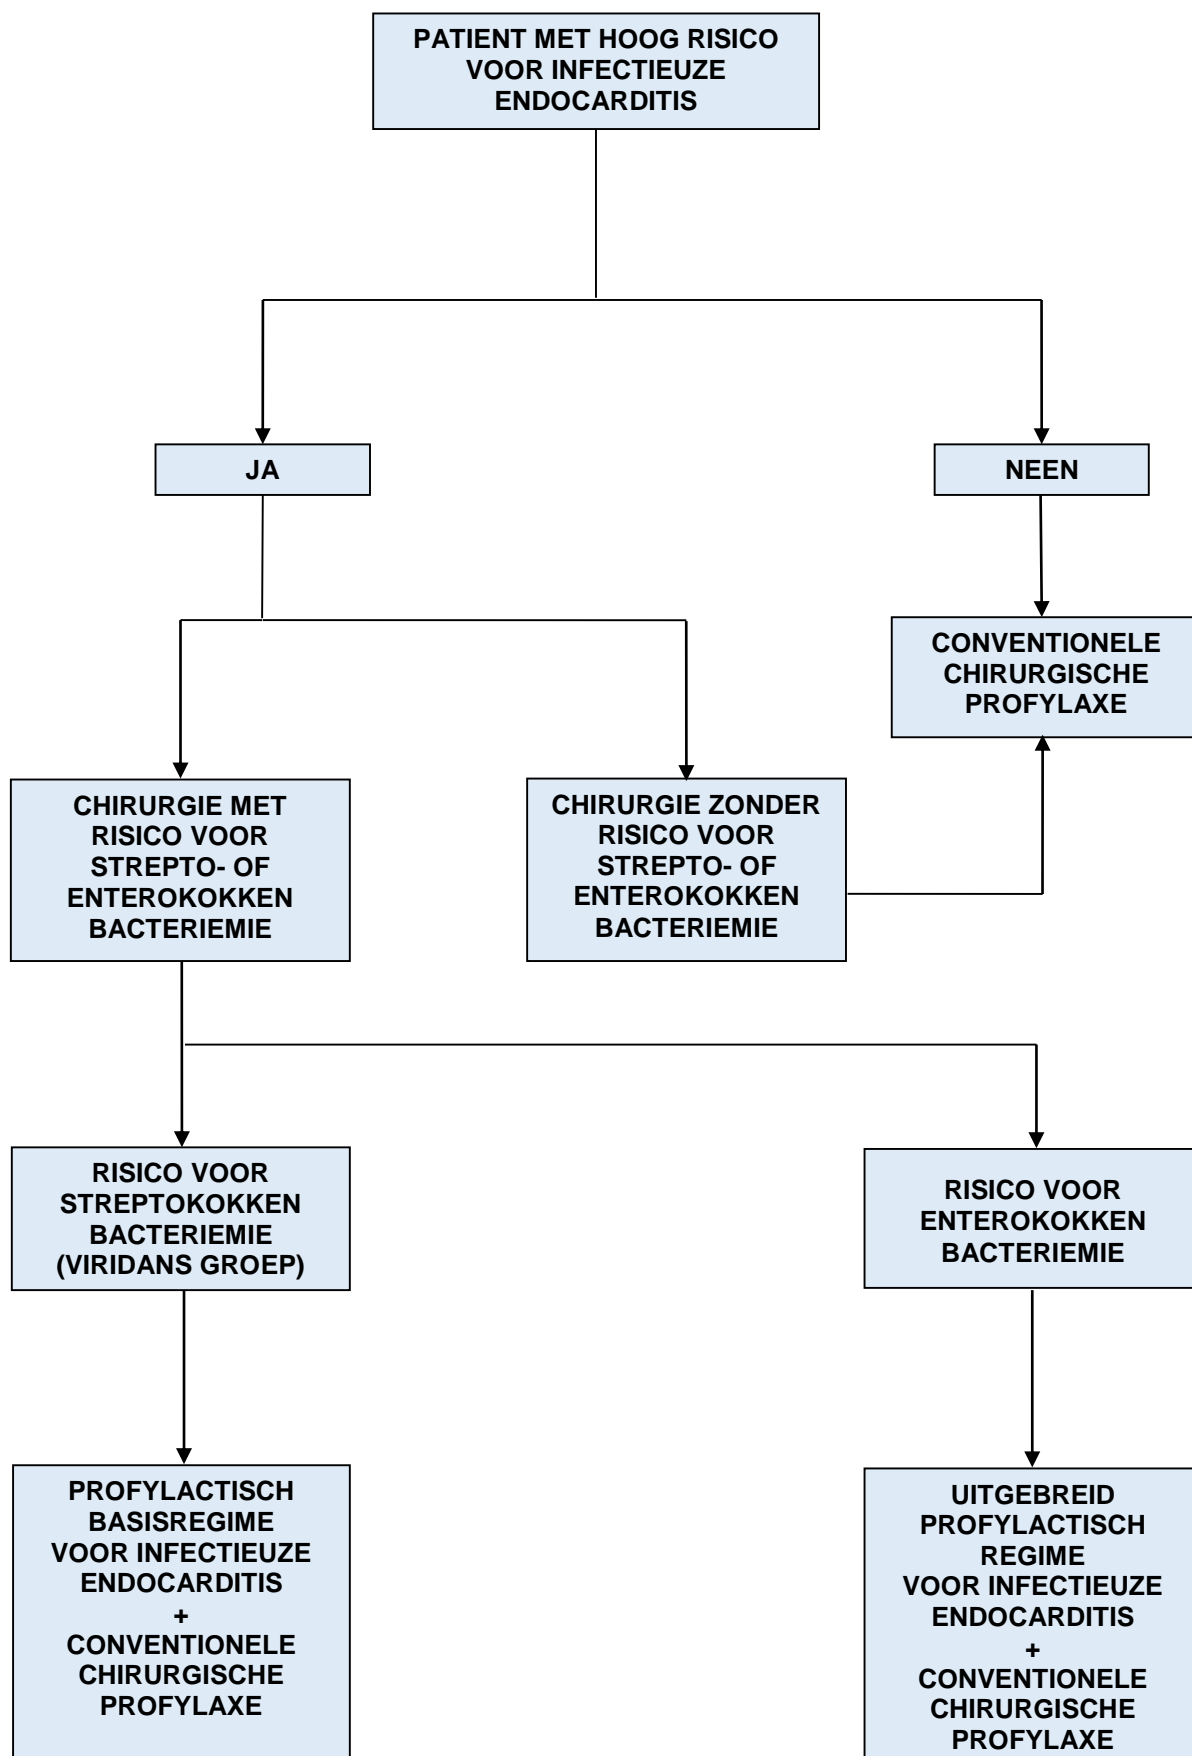 PATIENT MET HOOG RISICO
VOOR INFECTIEUZE
ENDOCARDITIS
JA
NEEN
CONVENTIONELE
CHIRURGISCHE
PROFYLAXE
CHIRURGIE MET
RISICO VOOR
STREPTO- OF
ENTEROKOKKEN
BACTERIEMIE
CHIRURGIE ZONDER
RISICO VOOR
STREPTO- OF
ENTEROKOKKEN
BACTERIEMIE
RISICO VOOR
STREPTOKOKKEN
BACTERIEMIE
(VIRIDANS GROEP)
RISICO VOOR
ENTEROKOKKEN
BACTERIEMIE
PROFYLACTISCH
BASISREGIME
VOOR INFECTIEUZE
ENDOCARDITIS
+
CONVENTIONELE
CHIRURGISCHE
PROFYLAXE
UITGEBREID
PROFYLACTISCH
REGIME
VOOR INFECTIEUZE
ENDOCARDITIS
+
CONVENTIONELE
CHIRURGISCHE
PROFYLAXE